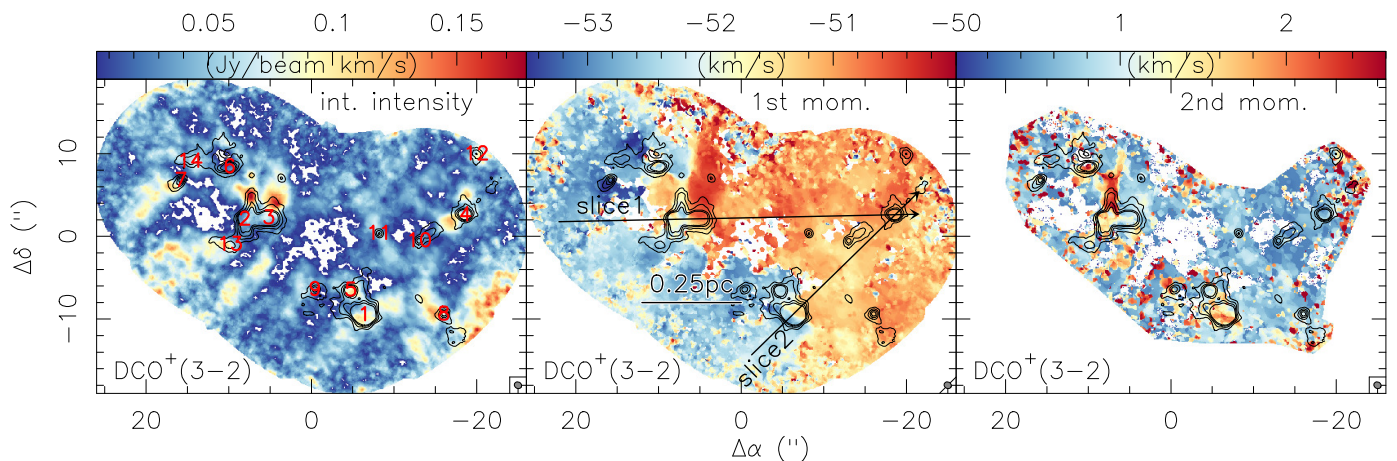 0.05 0.1 0.15 −53 −52 −51 −50 1 2
(Jy/beam km/s) (km/s) (km/s)
int. intensity 1st mom. 2nd mom.
10
0
−10
Δδ ('')
14
6
7
12
2 3
4
13
11
10
9
5
1
8
slice1
0.25pc
slice2
DCO⁺(3−2) DCO⁺(3−2) DCO⁺(3−2)
20 0 −20 20 0 −20 20 0 −20
Δα ('')